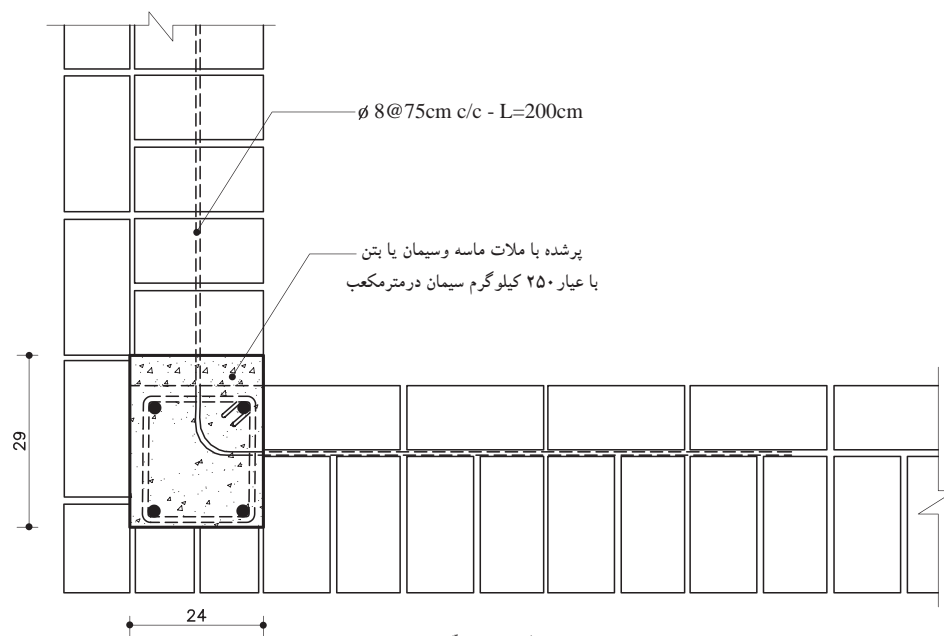 ø 8@75cm c/c - L=200cm
پرشده با ملات ماسه وسیمان یا بتن
با عیار ۲۵۰ کیلوگرم سیمان درمترمکعب
29
24